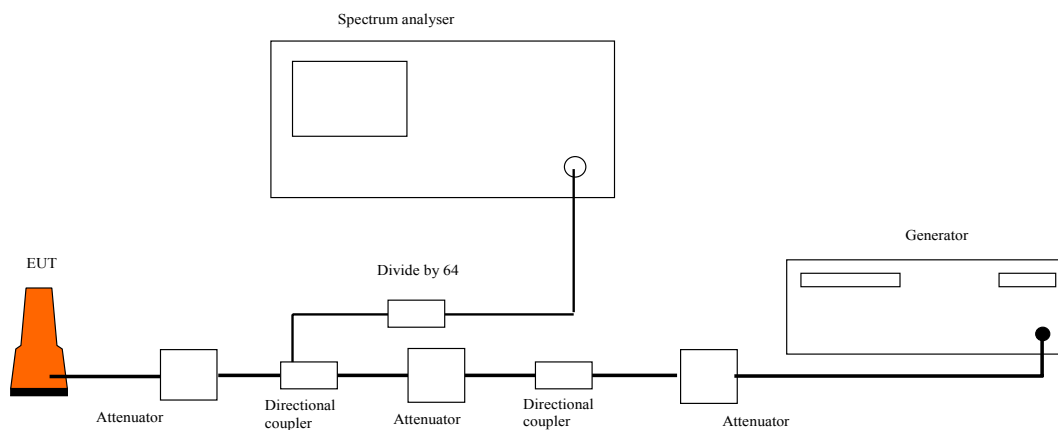 Spectrum analyser
Generator
EUT
Divide by 64
Attenuator
Directional
coupler
Attenuator
Directional
coupler
Attenuator